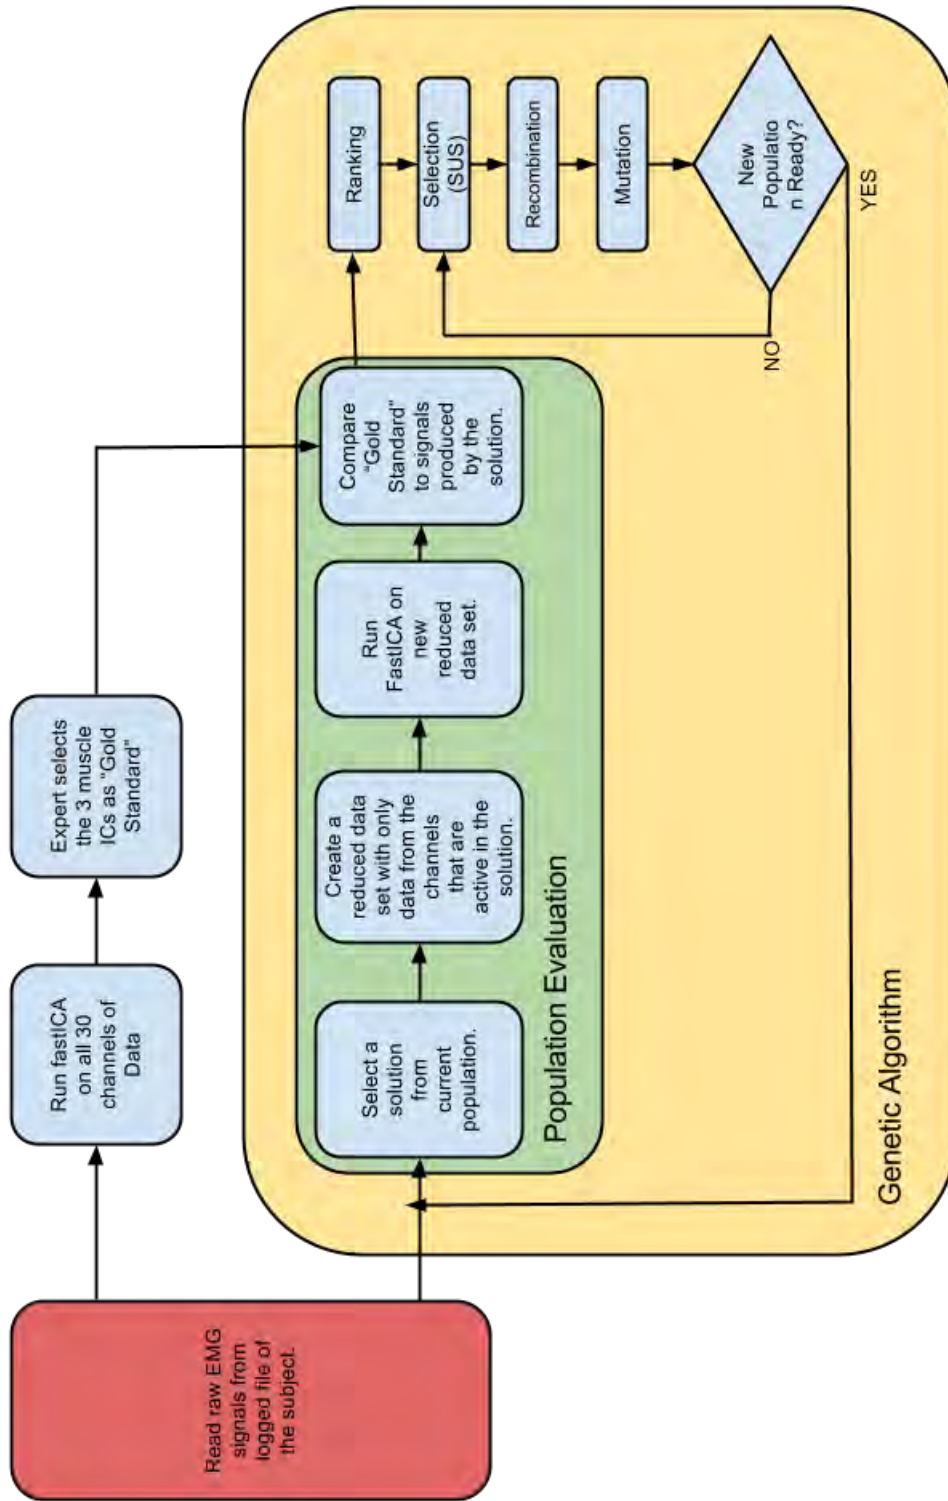 Read raw EMG
signals from
logged file of
the subject.
Run fastICA
on all 30
channels of
Data
Expert selects
the 3 muscle
ICs as "Gold
Standard"
Select a
solution
from
current
population.
Create a
reduced data
set with only
data from the
channels
that are
active in the
solution.
Run
FastICA on
new
reduced
data set.
Compare
"Gold
Standard"
to signals
produced
by the
solution.
Population Evaluation
Ranking
Selection
(SUS)
Recombination
Mutation
New
Populatio
n Ready?
NO
YES
Genetic Algorithm